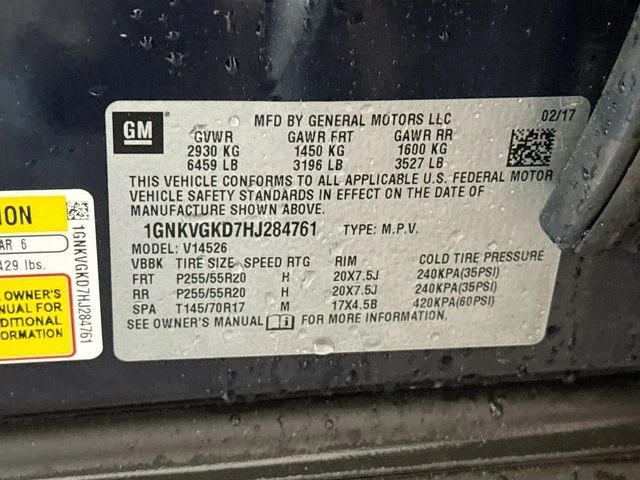 GM
MFD BY GENERAL MOTORS LLC 02/17
GVWR GAWR FRT GAWR RR
2930 KG 1450 KG 1600 KG
6459 LB 3196 LB 3527 LB
THIS VEHICLE CONFORMS TO ALL APPLICABLE U.S. FEDERAL MOTOR
VEHICLE SAFETY STANDARDS IN EFFECT ON THE DATE OF
MANUFACTURE SHOWN ABOVE.
1GNKVGKD7HJ284761 TYPE: M.P.V.
MODEL: V14526
VBBK TIRE SIZE SPEED RTG RIM COLD TIRE PRESSURE
FRT P255/55R20 H 20X7.5J 240KPA(35PSI)
RR P255/55R20 H 20X7.5J 240KPA(35PSI)
SPA T145/70R17 M 17X4.5B 420KPA(60PSI)
SEE OWNER'S MANUAL i FOR MORE INFORMATION.
ION
AR 6
429 lbs.
OWNER'S
NUAL FOR
DITIONAL
ORMATION
1GNKVGKD7HJ284761